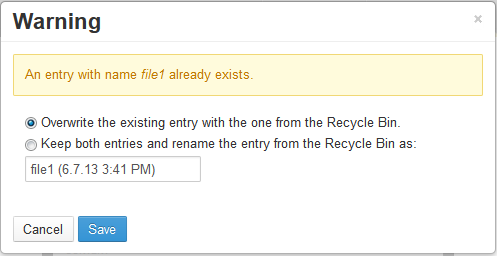 Warning
×
An entry with name file1 already exists.
Overwrite the existing entry with the one from the Recycle Bin.
Keep both entries and rename the entry from the Recycle Bin as:
file1 (6.7.13 3:41 PM)
Cancel Save